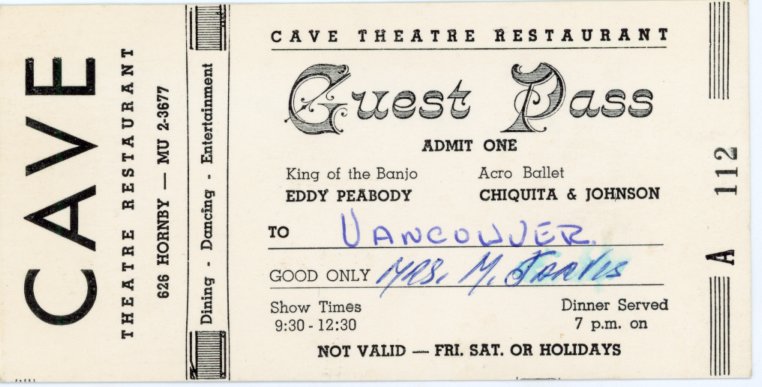 CAVE
THEATRE RESTAURANT
626 HORNBY — MU 2-3677
Dining - Dancing - Entertainment
CAVE THEATRE RESTAURANT
Guest Pass
ADMIT ONE
King of the Banjo Acro Ballet
EDDY PEABODY CHIQUITA & JOHNSON
TO VANCOUVER.
GOOD ONLY MRS. M. JARVIS
Show Times Dinner Served
9:30 - 12:30 7 p.m. on
NOT VALID — FRI. SAT. OR HOLIDAYS
A 112